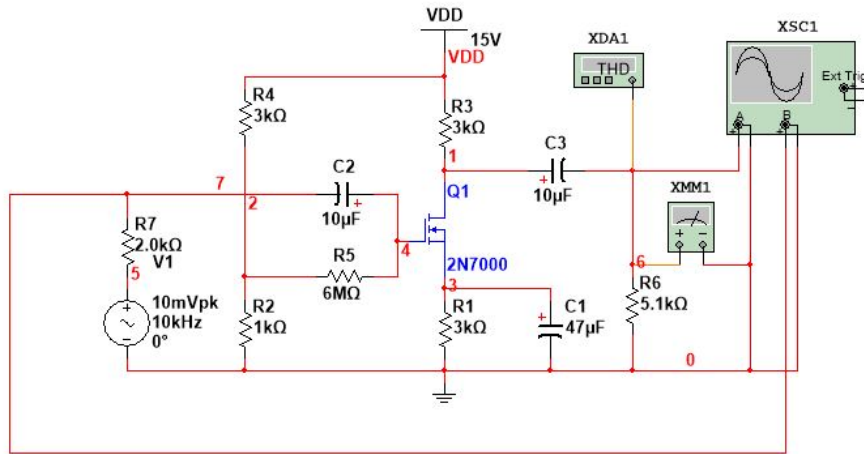 VDD
15V
VDD
XDA1
THD
XSC1
Ext Trig
A
B
R4
3kΩ
R3
3kΩ
1
C3
10µF
7
2
C2
10µF
Q1
XMM1
R7
2.0kΩ
V1
5
R5
6MΩ
4
2N7000
3
6
R6
5.1kΩ
10mVpk
10kHz
0°
R2
1kΩ
R1
3kΩ
C1
47µF
0